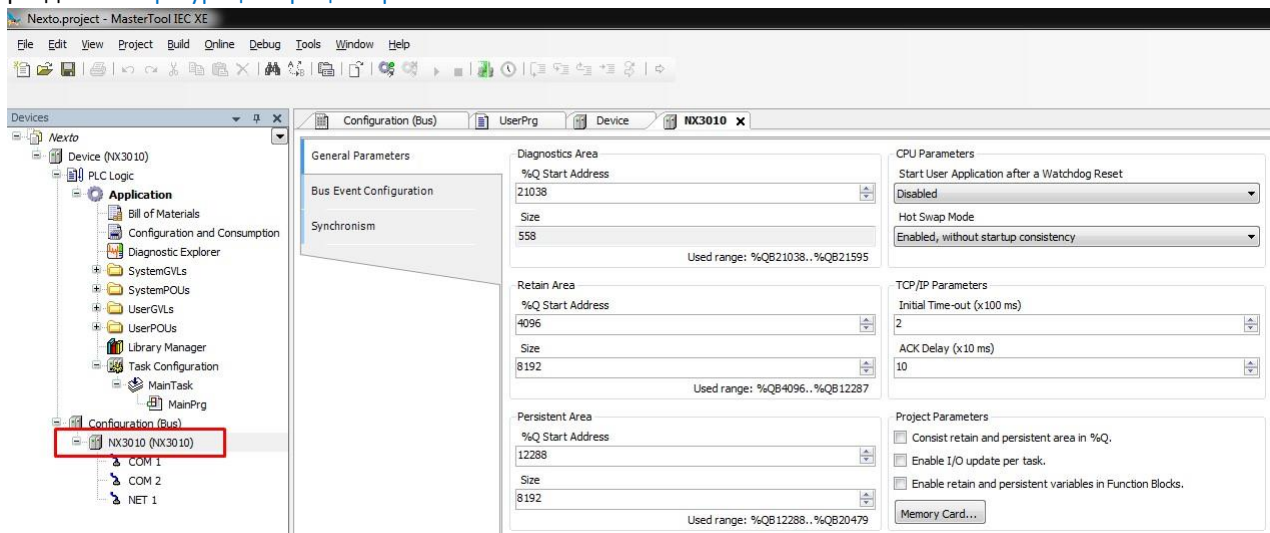 Nexto.project - MasterTool IEC XE
File Edit View Project Build Online Debug Tools Window Help
Devices
Nexto
Device (NX3010)
PLC Logic
Application
Bill of Materials
Configuration and Consumption
Diagnostic Explorer
SystemGVLs
SystemPOUs
UserGVLs
UserPOUs
Library Manager
Task Configuration
MainTask
MainPrg
Configuration (Bus)
NX3010 (NX3010)
COM 1
COM 2
NET 1
Configuration (Bus) UserPrg Device NX3010
General Parameters
Bus Event Configuration
Synchronism
Diagnostics Area
%Q Start Address
21038
Size
558
Used range: %QB21038..%QB21595
Retain Area
%Q Start Address
4096
Size
8192
Used range: %QB4096..%QB12287
Persistent Area
%Q Start Address
12288
Size
8192
Used range: %QB12288..%QB20479
CPU Parameters
Start User Application after a Watchdog Reset
Disabled
Hot Swap Mode
Enabled, without startup consistency
TCP/IP Parameters
Initial Time-out (x100 ms)
2
ACK Delay (x10 ms)
10
Project Parameters
Consist retain and persistent area in %Q.
Enable I/O update per task.
Enable retain and persistent variables in Function Blocks.
Memory Card...